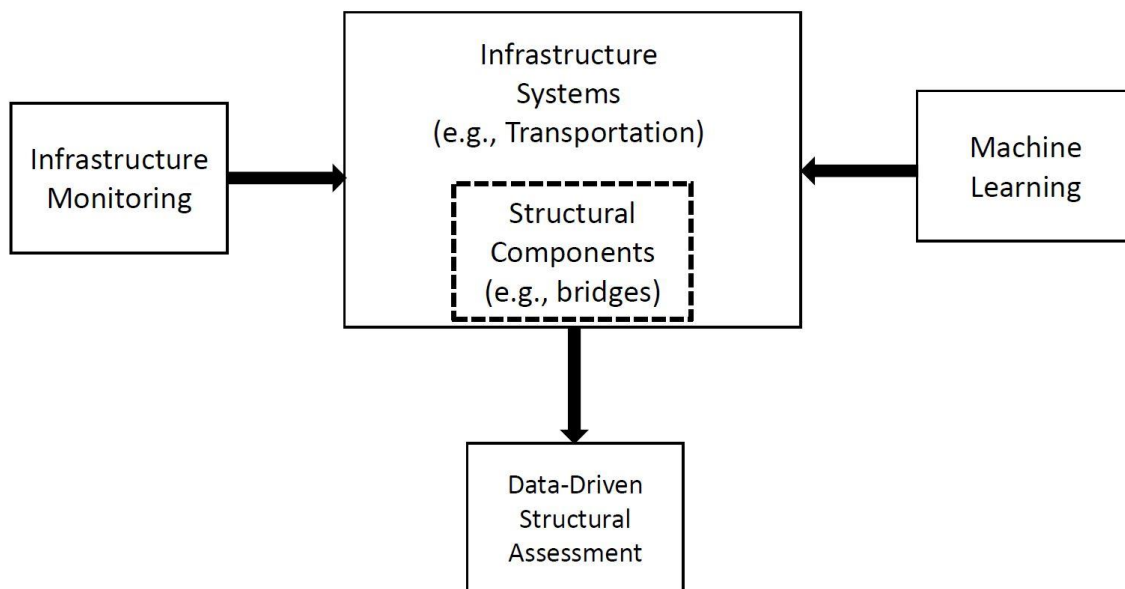 Infrastructure
Systems
(e.g., Transportation)
Infrastructure
Monitoring
Machine
Learning
Structural
Components
(e.g., bridges)
Data-Driven
Structural
Assessment